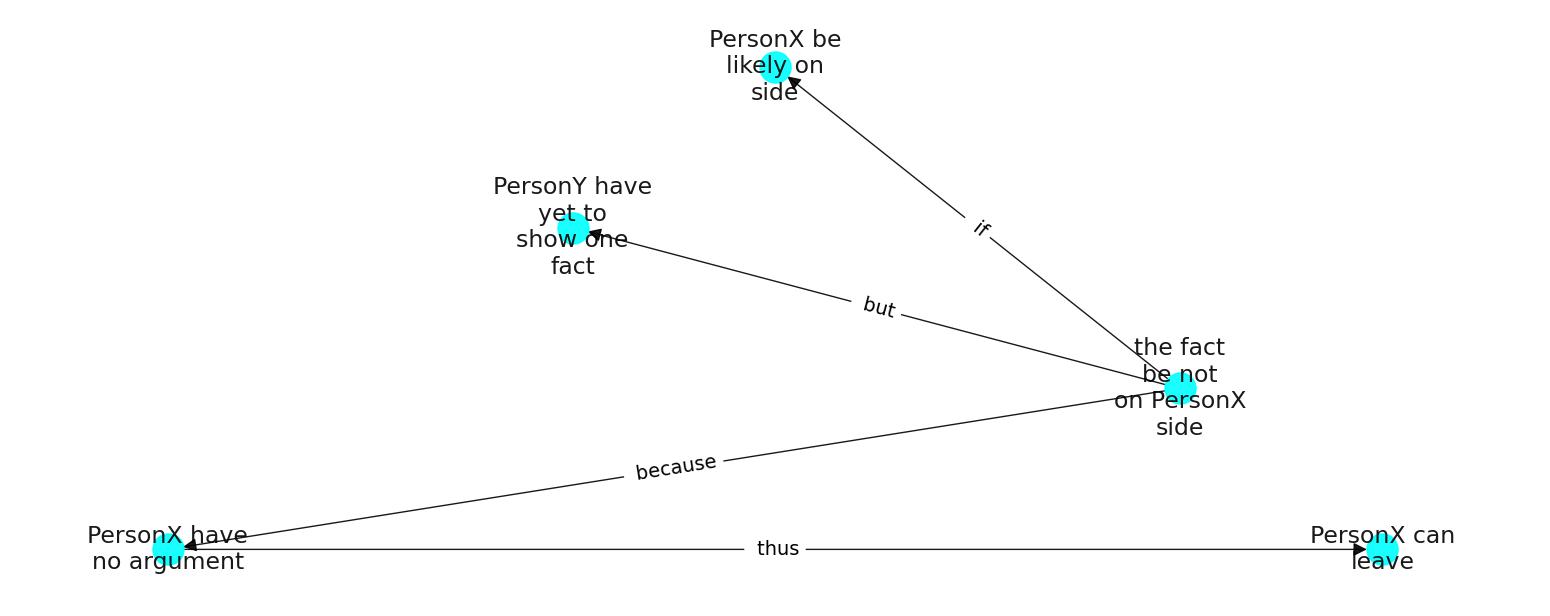 PersonX be
likely on
side
PersonY have
yet to
show one
fact
if
but
the fact
be not
on PersonX
side
because
PersonX have
no argument
thus
PersonX can
leave